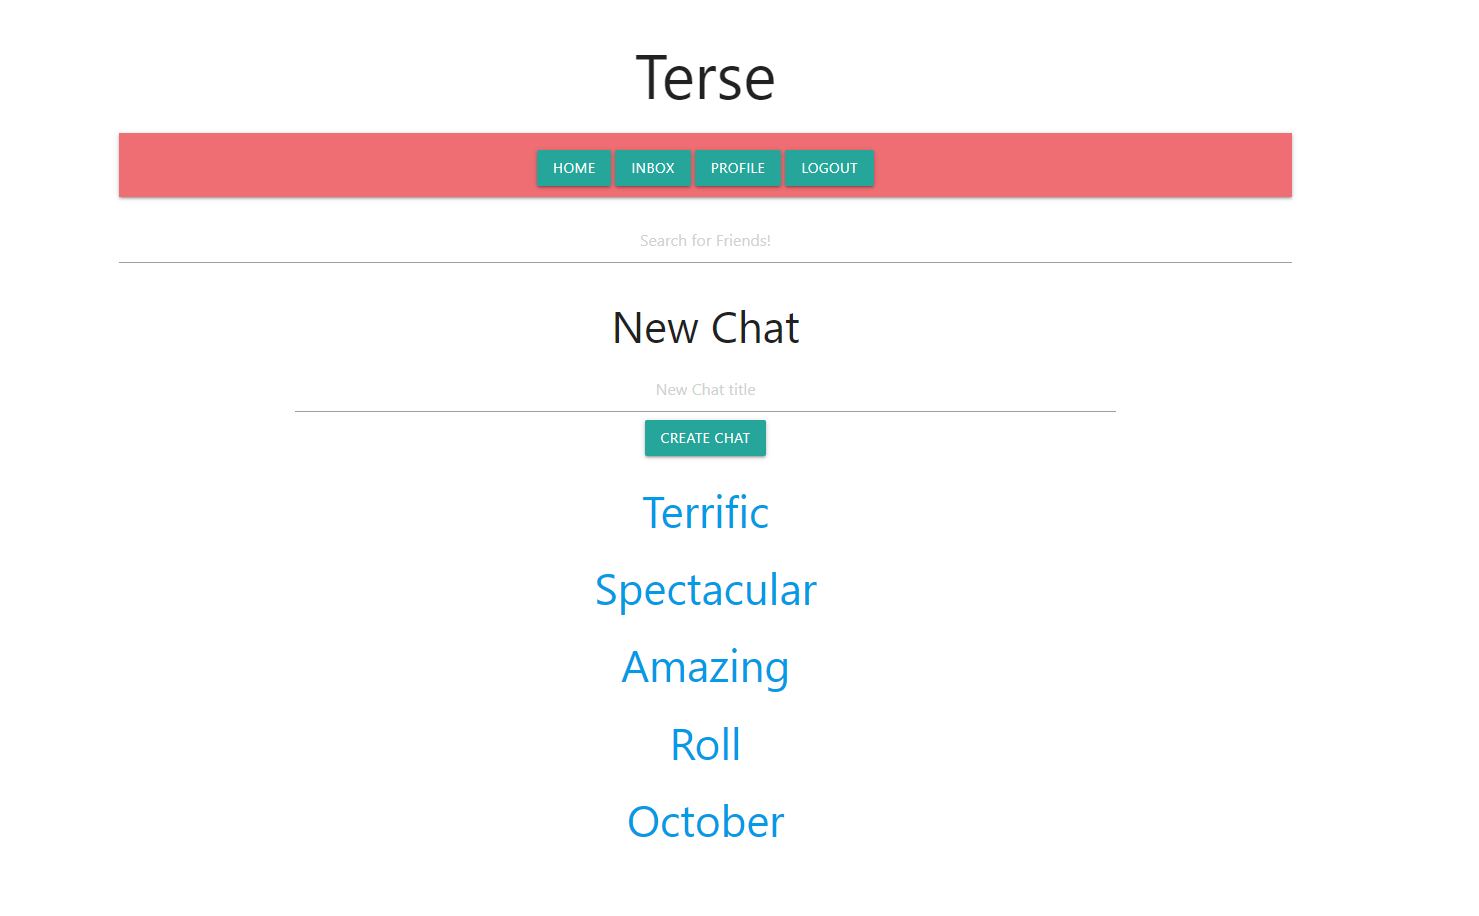 Terse
HOME INBOX PROFILE LOGOUT
Search for Friends!
New Chat
New Chat title
CREATE CHAT
Terrific
Spectacular
Amazing
Roll
October